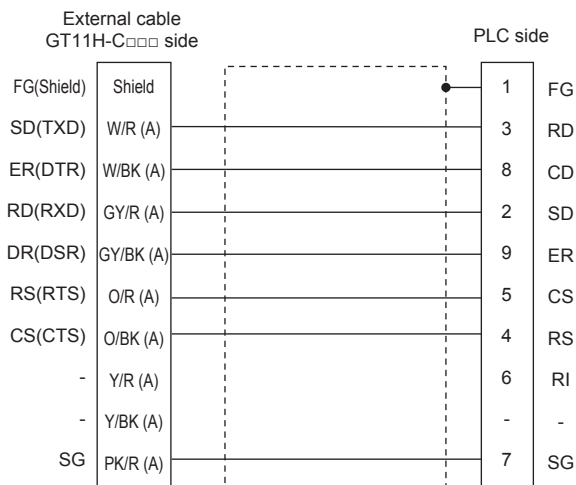 External cable
GT11H-C□□□ side
PLC side
FG(Shield) Shield 1 FG
SD(TXD) W/R (A) 3 RD
ER(DTR) W/BK (A) 8 CD
RD(RXD) GY/R (A) 2 SD
DR(DSR) GY/BK (A) 9 ER
RS(RTS) O/R (A) 5 CS
CS(CTS) O/BK (A) 4 RS
- Y/R (A) 6 RI
- Y/BK (A) - -
SG PK/R (A) 7 SG